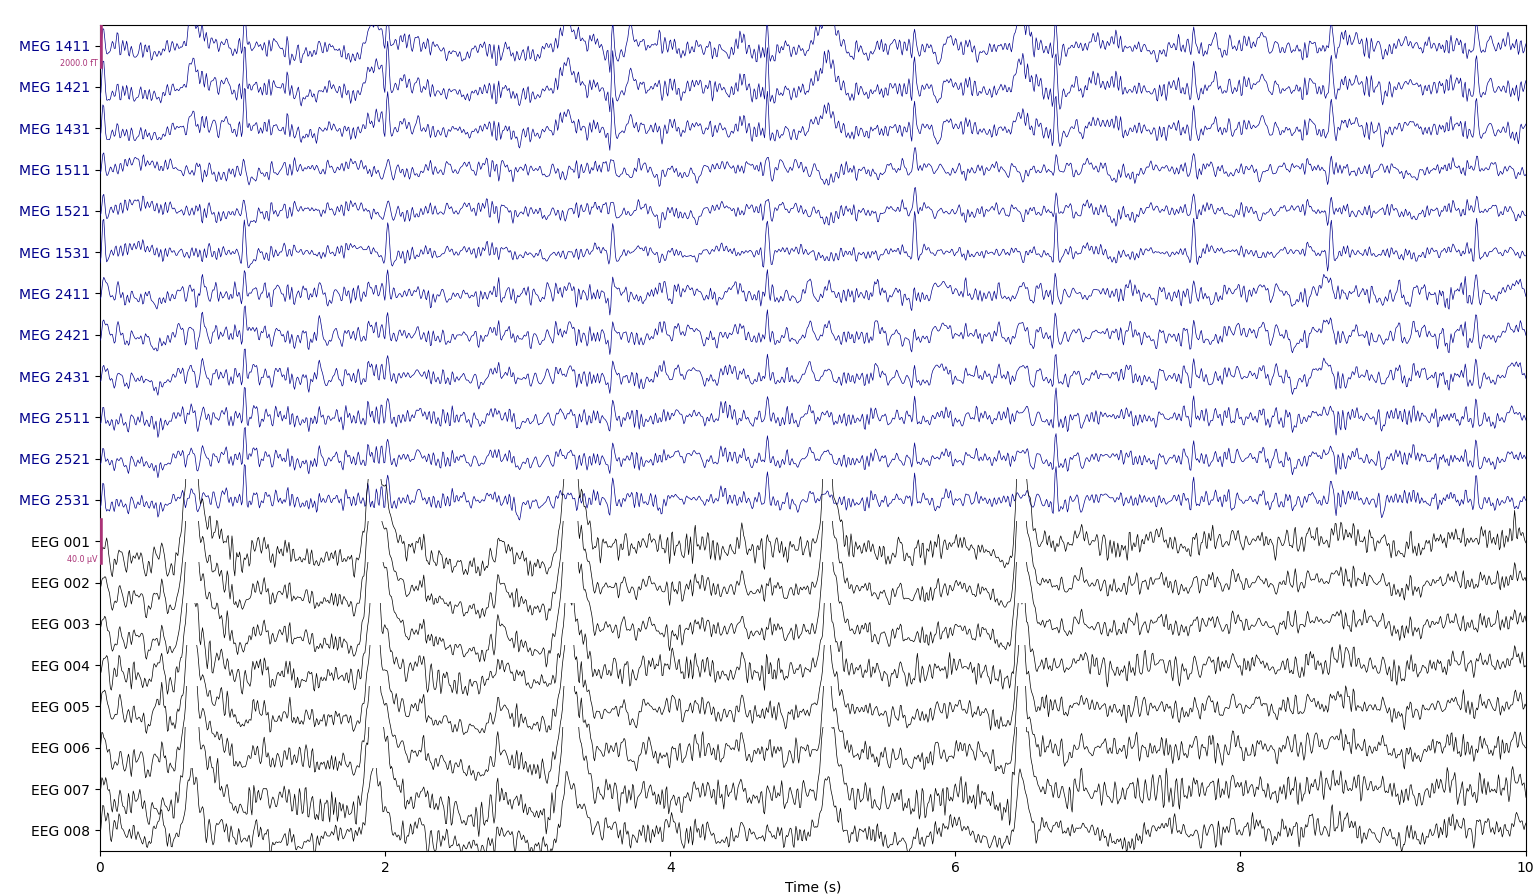 MEG 1411
2000.0 fT
MEG 1421
MEG 1431
MEG 1511
MEG 1521
MEG 1531
MEG 2411
MEG 2421
MEG 2431
MEG 2511
MEG 2521
MEG 2531
EEG 001
40.0 µV
EEG 002
EEG 003
EEG 004
EEG 005
EEG 006
EEG 007
EEG 008
0 2 4 6 8 10
Time (s)